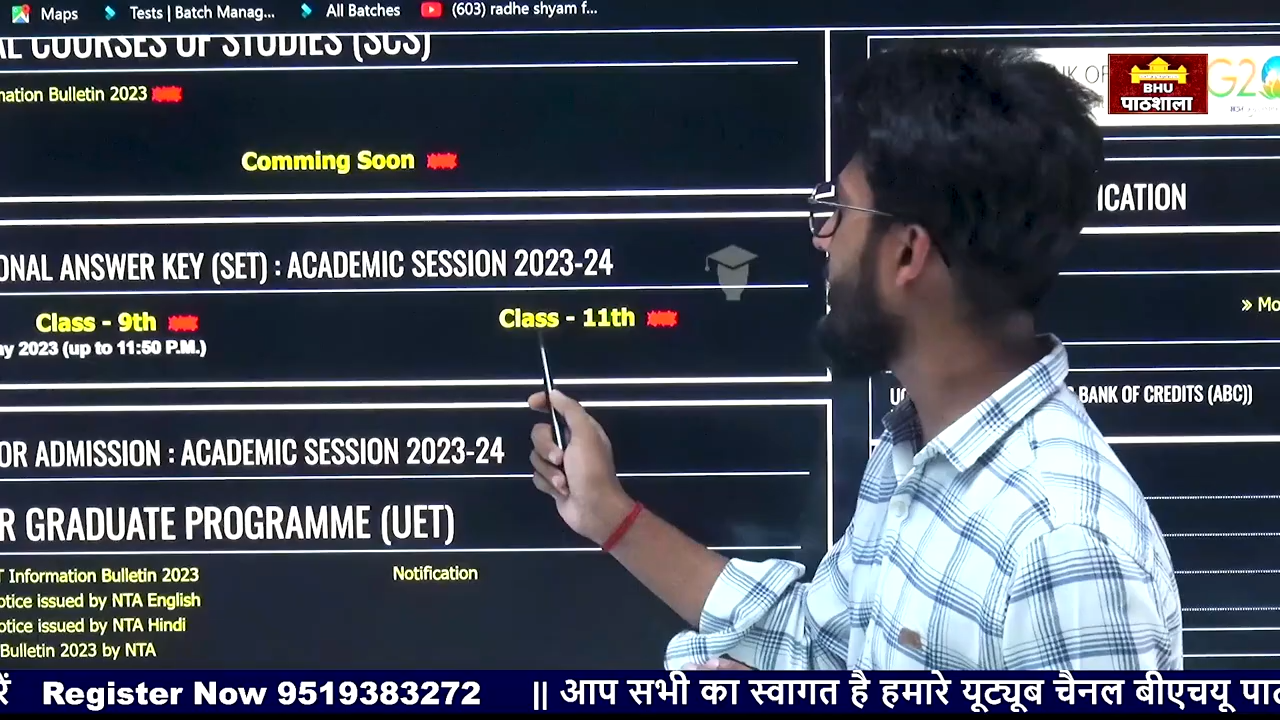 Maps
Tests | Batch Manag...
All Batches
(603) radhe shyam f...
AL COURSES OF STUDIES (SCS)
mation Bulletin 2023
Comming Soon
ONAL ANSWER KEY (SET) : ACADEMIC SESSION 2023-24
Class - 9th
Class - 11th
ay 2023 (up to 11:50 P.M.)
OR ADMISSION : ACADEMIC SESSION 2023-24
R GRADUATE PROGRAMME (UET)
T Information Bulletin 2023
Notification
otice issued by NTA English
otice issued by NTA Hindi
Bulletin 2023 by NTA
NK OF
G20
BHU
पाठशाला
ICATION
» Mo
BANK OF CREDITS (ABC))
रें Register Now 9519383272 || आप सभी का स्वागत है हमारे यूट्यूब चैनल बीएचयू पाठ